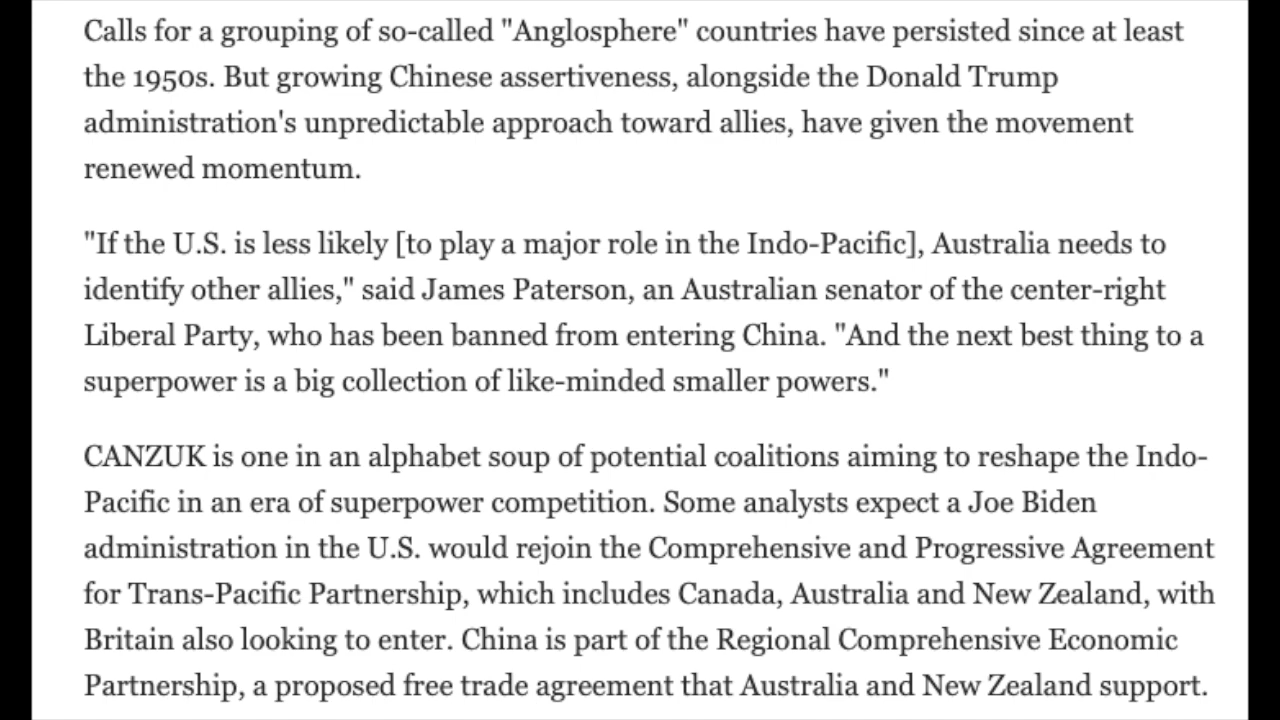 Calls for a grouping of so-called "Anglosphere" countries have persisted since at least
the 1950s. But growing Chinese assertiveness, alongside the Donald Trump
administration's unpredictable approach toward allies, have given the movement
renewed momentum.
"If the U.S. is less likely [to play a major role in the Indo-Pacific], Australia needs to
identify other allies," said James Paterson, an Australian senator of the center-right
Liberal Party, who has been banned from entering China. "And the next best thing to a
superpower is a big collection of like-minded smaller powers."
CANZUK is one in an alphabet soup of potential coalitions aiming to reshape the Indo-
Pacific in an era of superpower competition. Some analysts expect a Joe Biden
administration in the U.S. would rejoin the Comprehensive and Progressive Agreement
for Trans-Pacific Partnership, which includes Canada, Australia and New Zealand, with
Britain also looking to enter. China is part of the Regional Comprehensive Economic
Partnership, a proposed free trade agreement that Australia and New Zealand support.